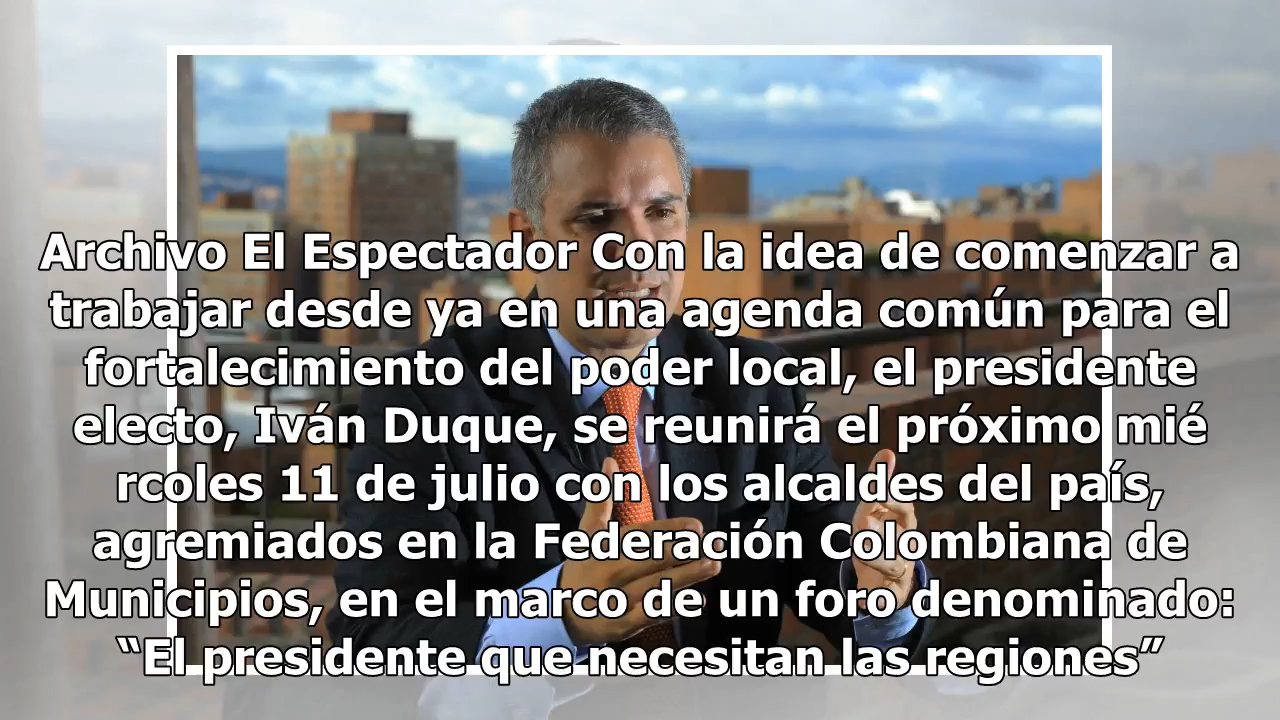 Archivo El Espectador Con la idea de comenzar a
trabajar desde ya en una agenda común para el
fortalecimiento del poder local, el presidente
electo, Iván Duque, se reunirá el próximo mié
rcoles 11 de julio con los alcaldes del país,
agremiados en la Federación Colombiana de
Municipios, en el marco de un foro denominado:
“El presidente que necesitan las regiones”